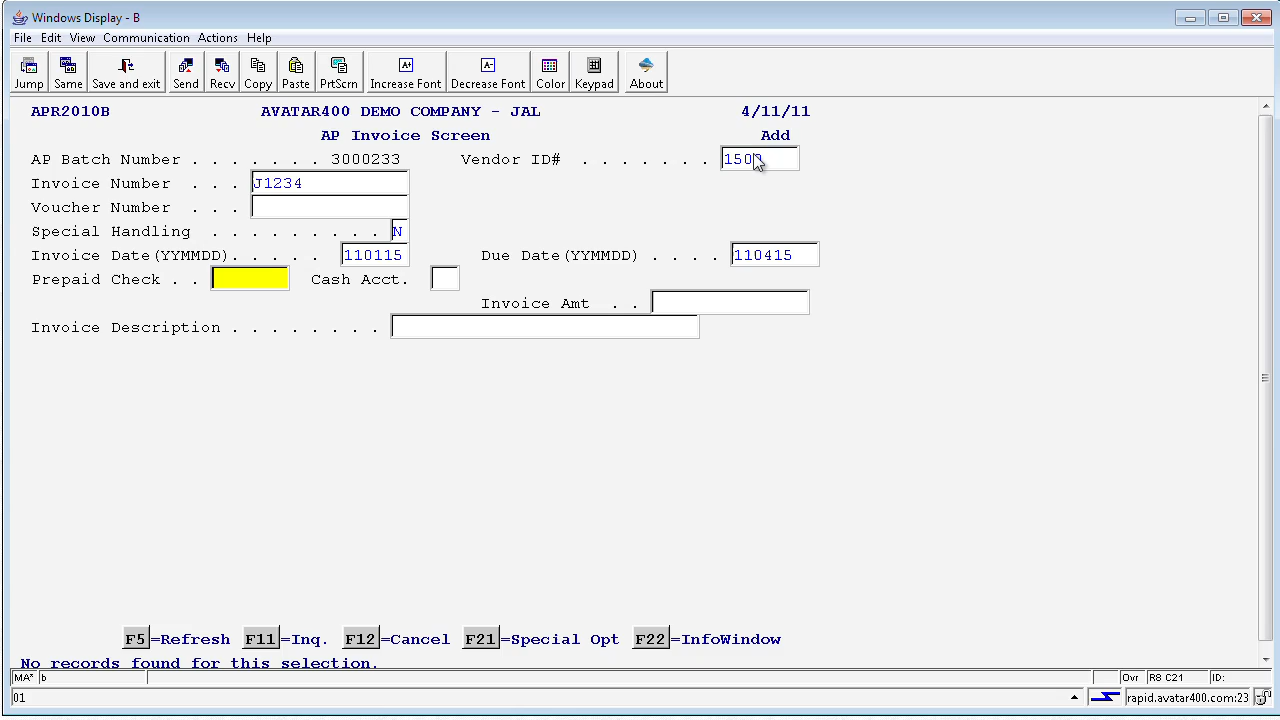 Windows Display - B
File Edit View Communication Actions Help
Jump Same Save and exit Send Recv Copy Paste PrtScrn Increase Font Decrease Font Color Keypad About
APR2010B AVATAR400 DEMO COMPANY - JAL 4/11/11
AP Invoice Screen Add
AP Batch Number . . . . . . . 3000233 Vendor ID# . . . . . . .
Invoice Number . . . J1234
Voucher Number . . .
Special Handling . . . . . . . . . N
Invoice Date(YYMMDD). . . . . 110115 Due Date(YYMMDD) . . . . 110415
Prepaid Check . . Cash Acct.
Invoice Amt . .
Invoice Description . . . . . . . .
F5=Refresh F11=Inq. F12=Cancel F21=Special Opt F22=InfoWindow
No records found for this selection.
MA* b Ovr R8 C21 ID:
01 rapid.avatar400.com:23